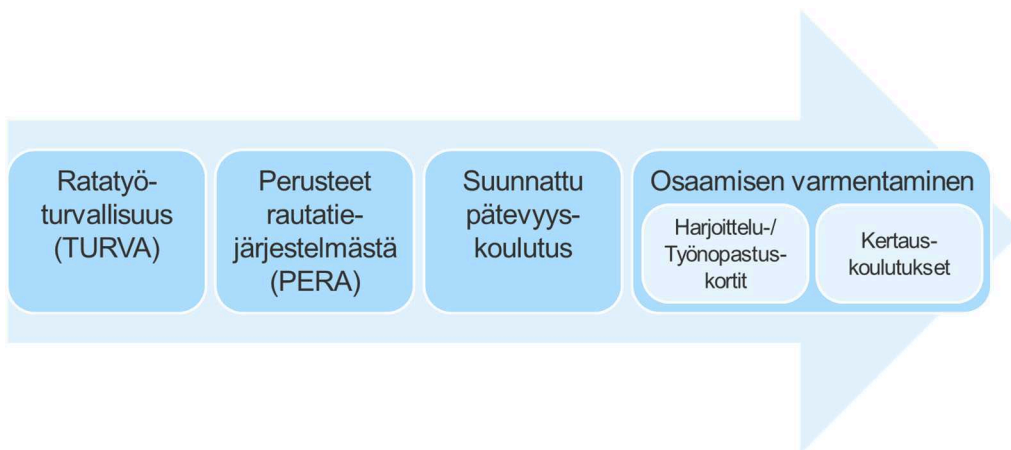 Ratatyö-
turvallisuus
(TURVA)
Perusteet
rautatie-
järjestelmästä
(PERA)
Suunnattu
pätevyys-
koulutus
Osaamisen varmentaminen
Harjoittelu-/
Työnopastus-
kortit
Kertaus-
koulutukset